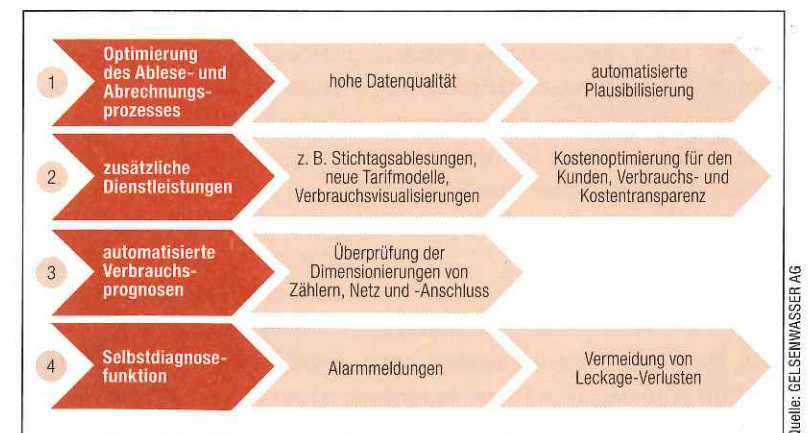 1
Optimierung
des Ablese- und
Abrechnungs-
prozesses
hohe Datenqualität
automatisierte
Plausibilisierung
2
zusätzliche
Dienstleistungen
z. B. Stichtagsablesungen,
neue Tarifmodelle,
Verbrauchsvisualisierungen
Kostenoptimierung für den
Kunden, Verbrauchs- und
Kostentransparenz
3
automatisierte
Verbrauchs-
prognosen
Überprüfung der
Dimensionierungen von
Zählern, Netz und -Anschluss
4
Selbstdiagnose-
funktion
Alarmmeldungen
Vermeidung von
Leckage-Verlusten
Quelle: GELSENWASSER AG